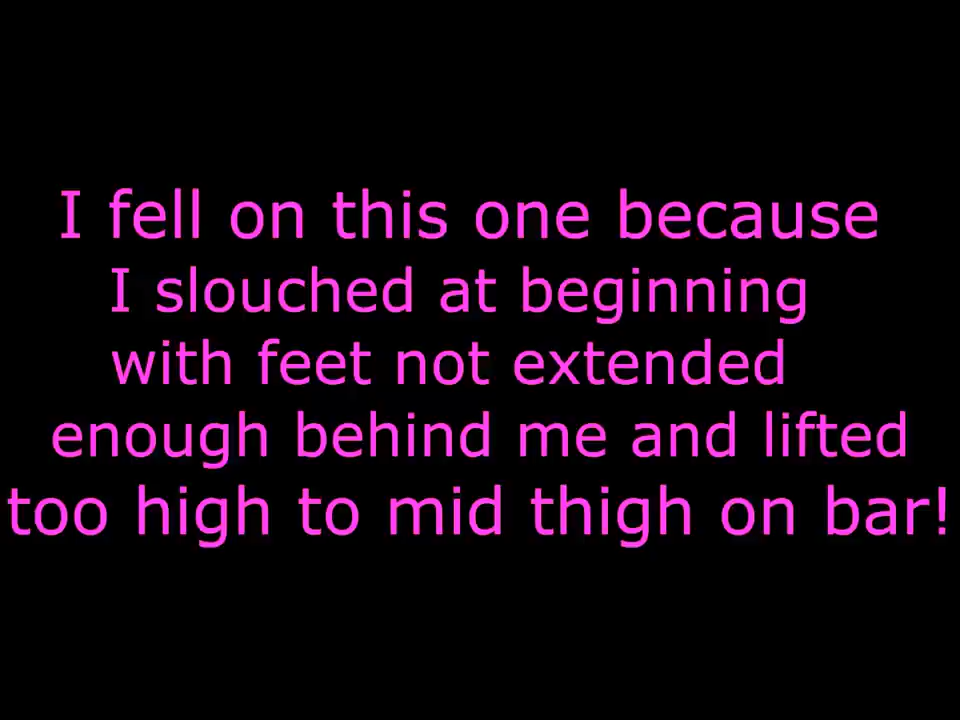 I fell on this one because
I slouched at beginning
with feet not extended
enough behind me and lifted
too high to mid thigh on bar!